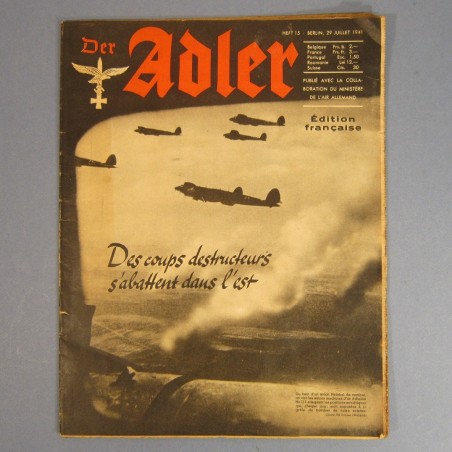 Der Adler
HEFT 15 - BERLIN, 29 JUILLET 1941
Belgique Frs. b. 2.—
France Frs. fr. 2.—
Portugal Esc. 1,50
Roumanie Lei 12.—
Suisse Cts. 50
PUBLIÉ AVEC LA COLLA-
BORATION DU MINISTÈRE
DE L'AIR ALLEMAND
Édition
française
Des coups destructeurs
s'abattent dans l'est